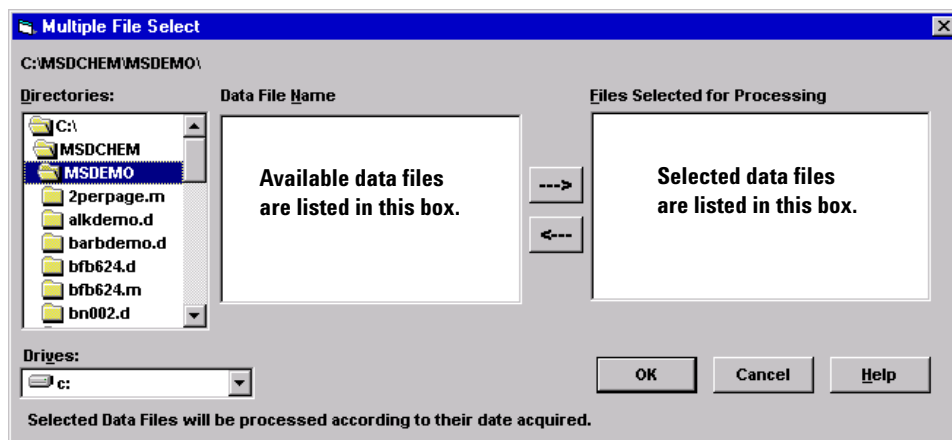 Multiple File Select
C:\MSDCHEM\MSDEMO\
Directories:
C:\
MSDCHEM
MSDEMO
2perpage.m
alkdemo.d
barbdemo.d
bfb624.d
bfb624.m
bn002.d
Data File Name
Available data files
are listed in this box.
--->
<---
Files Selected for Processing
Selected data files
are listed in this box.
Drives:
c:
OK
Cancel
Help
Selected Data Files will be processed according to their date acquired.